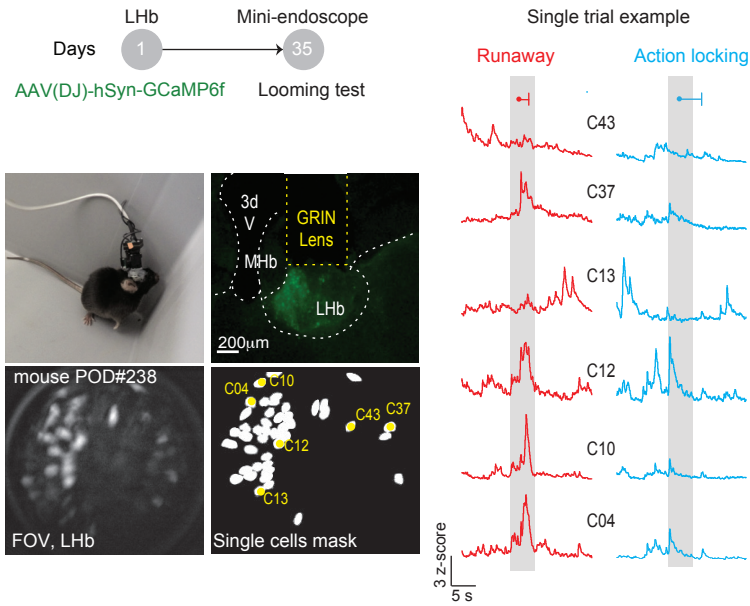 LHb
Mini-endoscope
Days
1
35
AAV(DJ)-hSyn-GCaMP6f
Looming test
3d
V
MHb
GRIN
Lens
LHb
200μm
mouse POD#238
FOV, LHb
C10
C04
C43
C37
C12
C13
Single cells mask
Single trial example
Runaway
Action locking
C43
C37
C13
C12
C10
C04
3 z-score
5 s